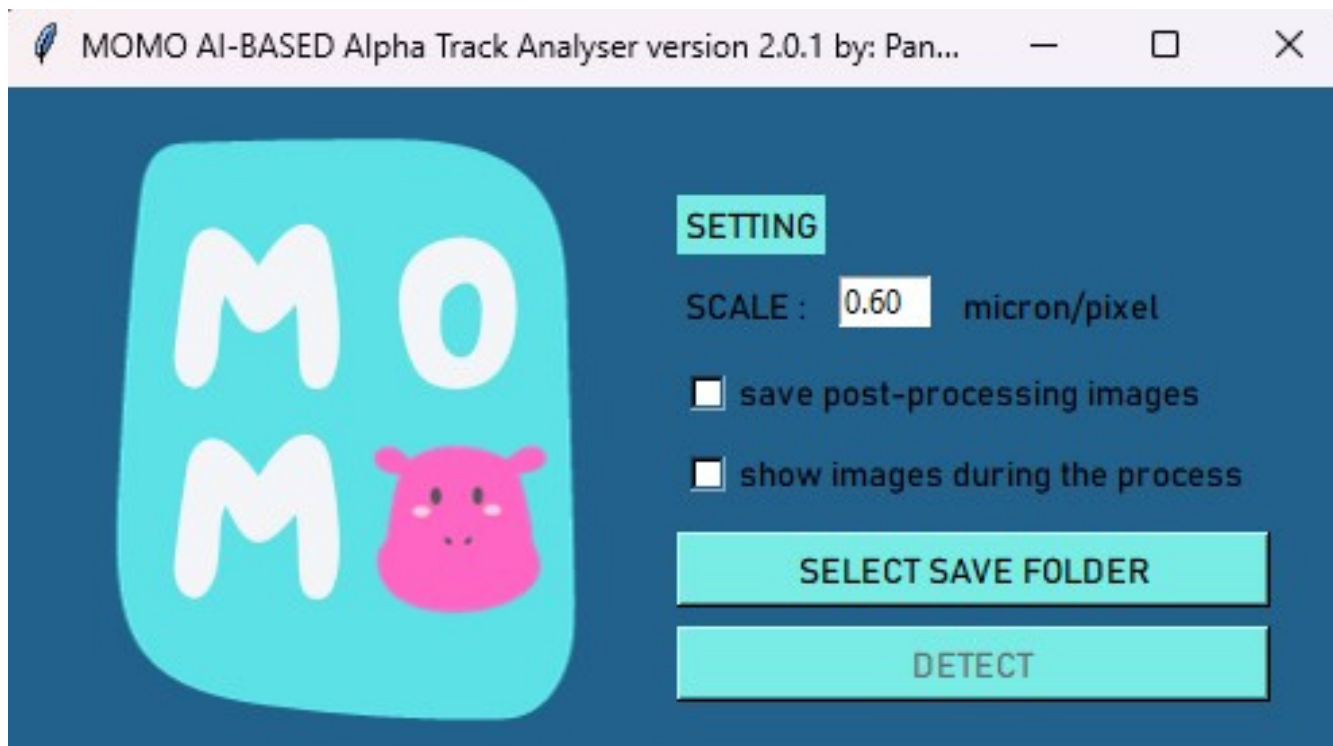 MOMO AI-BASED Alpha Track Analyser version 2.0.1 by: Pan...
MO
M
SETTING
SCALE : 0.60 micron/pixel
save post-processing images
show images during the process
SELECT SAVE FOLDER
DETECT